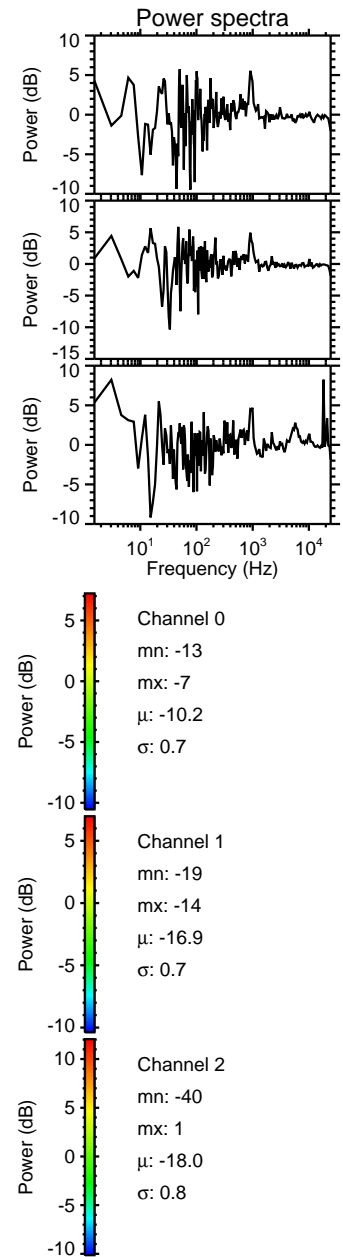 Power spectra
10
5
0
-5
-10
Power (dB)
10
5
0
-5
-10
-15
Power (dB)
10
5
0
-5
-10
Power (dB)
10¹ 10² 10³ 10⁴
Frequency (Hz)
5
0
-5
-10
Power (dB)
Channel 0
mn: -13
mx: -7
μ: -10.2
σ: 0.7
5
0
-5
-10
Power (dB)
Channel 1
mn: -19
mx: -14
μ: -16.9
σ: 0.7
10
5
0
-5
-10
Power (dB)
Channel 2
mn: -40
mx: 1
μ: -18.0
σ: 0.8